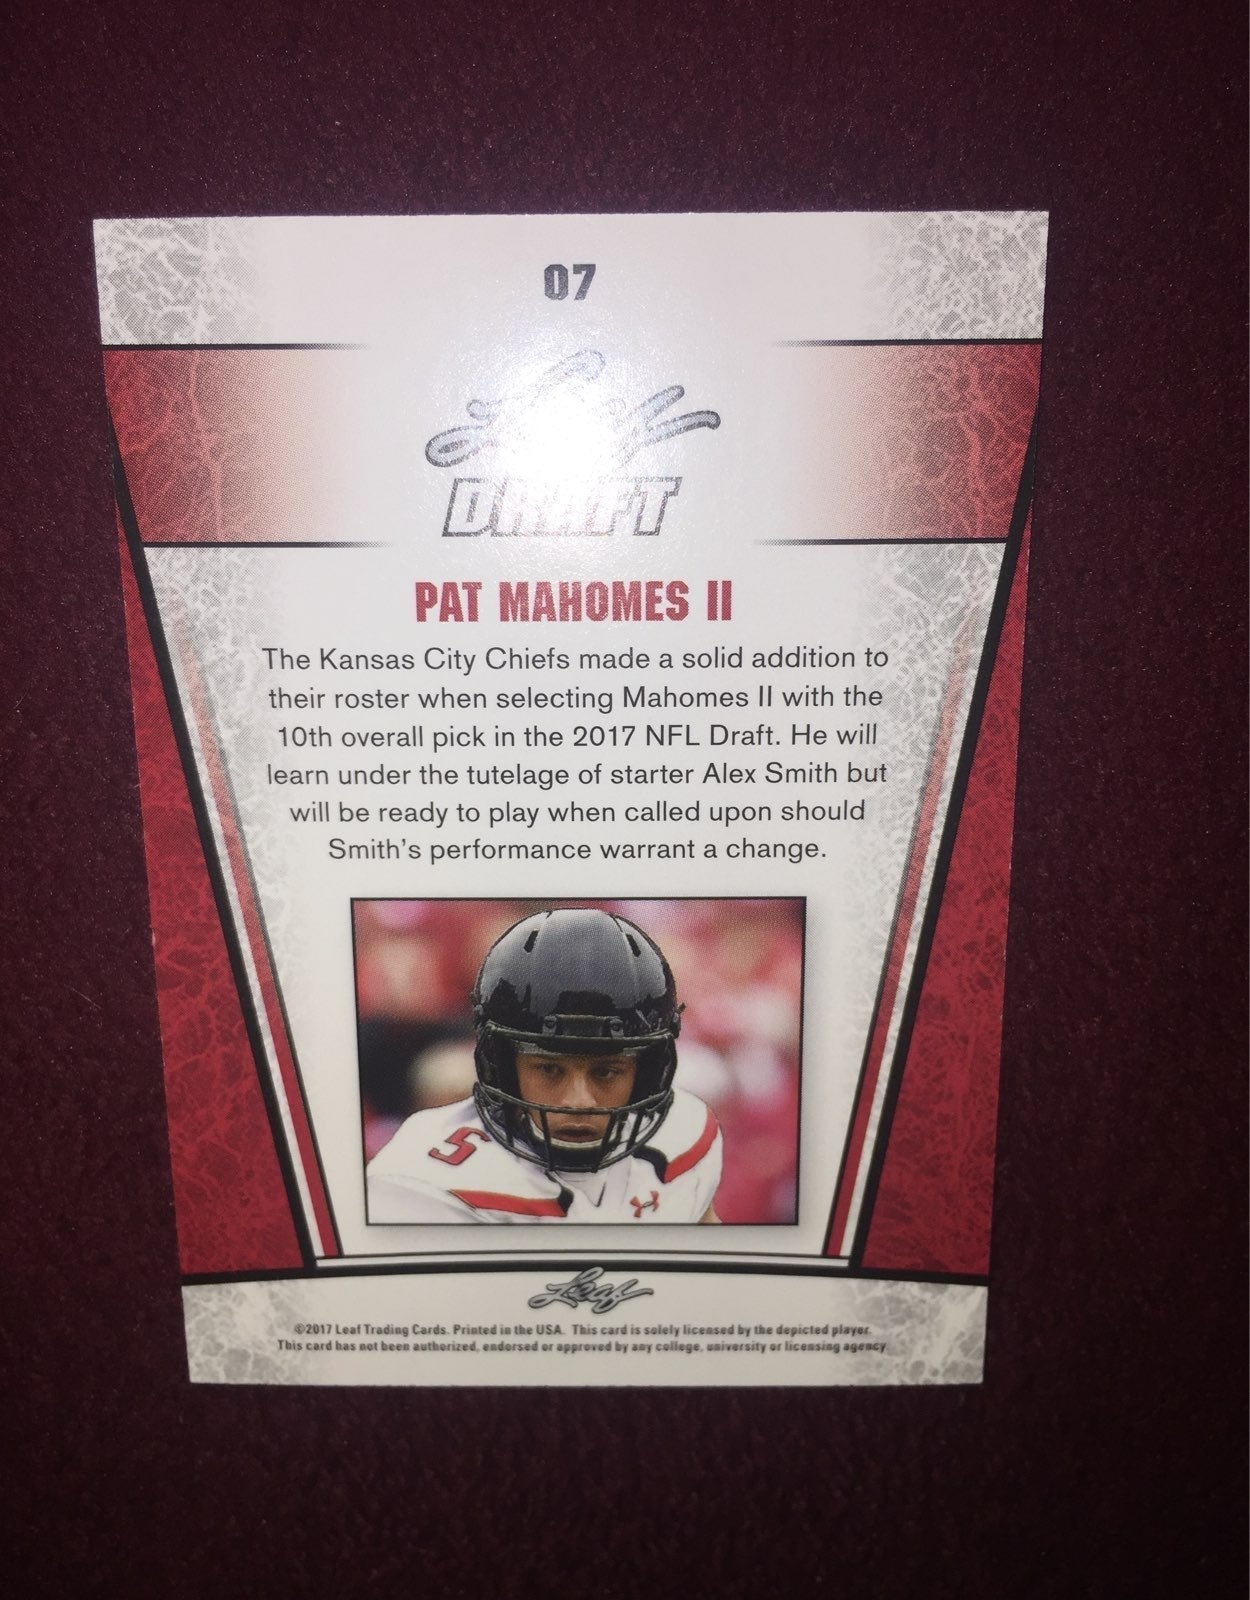 07
Leaf
DRAFT
PAT MAHOMES II
The Kansas City Chiefs made a solid addition to
their roster when selecting Mahomes II with the
10th overall pick in the 2017 NFL Draft. He will
learn under the tutelage of starter Alex Smith but
will be ready to play when called upon should
Smith's performance warrant a change.
5
Leaf
©2017 Leaf Trading Cards. Printed in the USA. This card is solely licensed by the depicted player.
This card has not been authorized, endorsed or approved by any college, university or licensing agency.